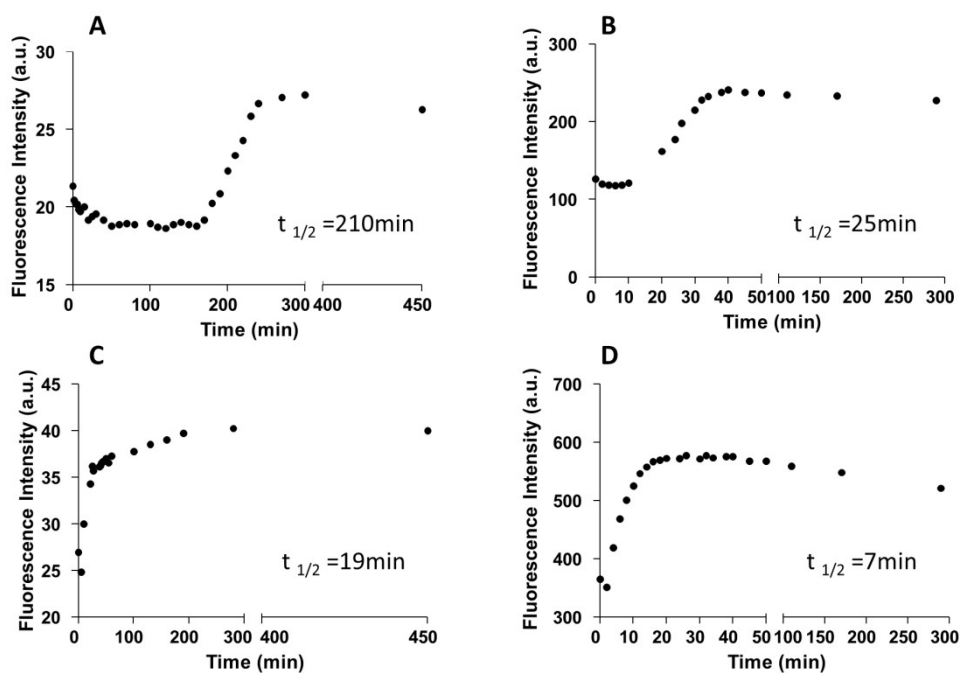 A
Fluorescence Intensity (a.u.)
30
25
20
15
0 100 200 300 400 450
Time (min)
t 1/2 =210min
B
Fluorescence Intensity (a.u.)
300
200
100
0
0 10 20 30 40 50 100 200 250 300
Time (min)
t 1/2 =25min
C
Fluorescence Intensity (a.u.)
45
40
35
30
25
20
0 100 200 300 400 450
Time (min)
t 1/2 =19min
D
Fluorescence Intensity (a.u.)
700
600
500
400
300
0 10 20 30 40 50 100 150 200 250 300
Time (min)
t 1/2 =7min